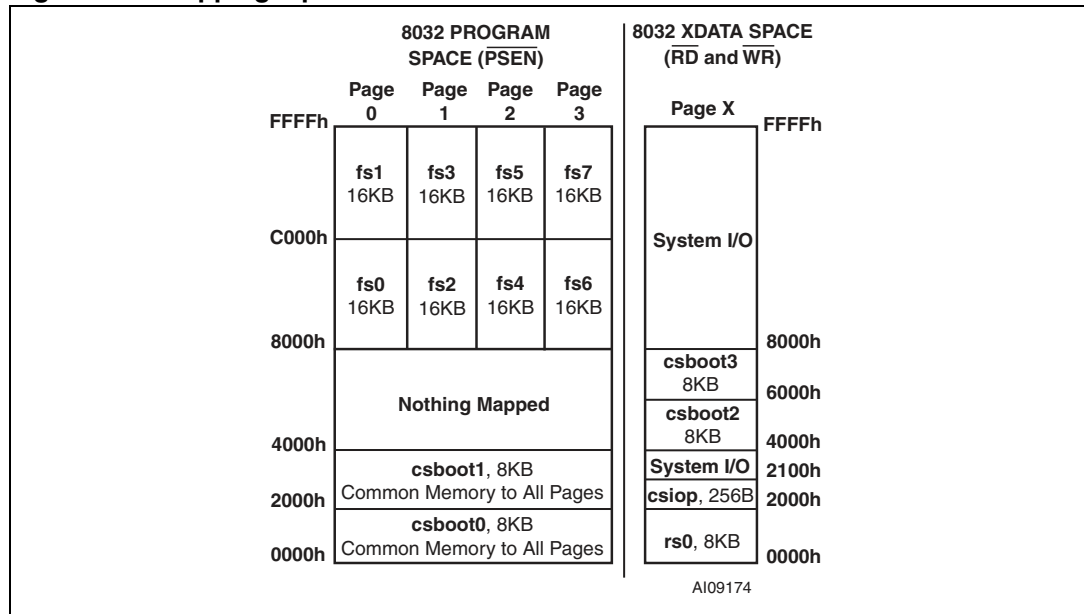 8032 PROGRAM
SPACE (PSEN)
Page Page Page Page
0 1 2 3
FFFFh
fs1 fs3 fs5 fs7
16KB 16KB 16KB 16KB
C000h
fs0 fs2 fs4 fs6
16KB 16KB 16KB 16KB
8000h
Nothing Mapped
4000h
csboot1, 8KB
Common Memory to All Pages
2000h
csboot0, 8KB
Common Memory to All Pages
0000h
8032 XDATA SPACE
(RD and WR)
Page X
FFFFh
System I/O
8000h
csboot3
8KB
6000h
csboot2
8KB
4000h
System I/O
2100h
csiop, 256B
2000h
rs0, 8KB
0000h
AI09174